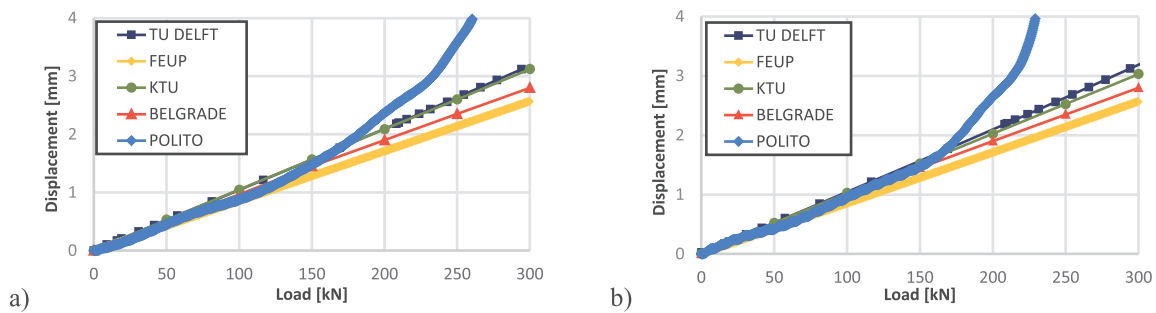 4
3
2
1
0
Displacement [mm]
TU DELFT
FEUP
KTU
BELGRADE
POLITO
0 50 100 150 200 250 300
Load [kN]
a)
4
3
2
1
0
Displacement [mm]
TU DELFT
FEUP
KTU
BELGRADE
POLITO
0 50 100 150 200 250 300
Load [kN]
b)